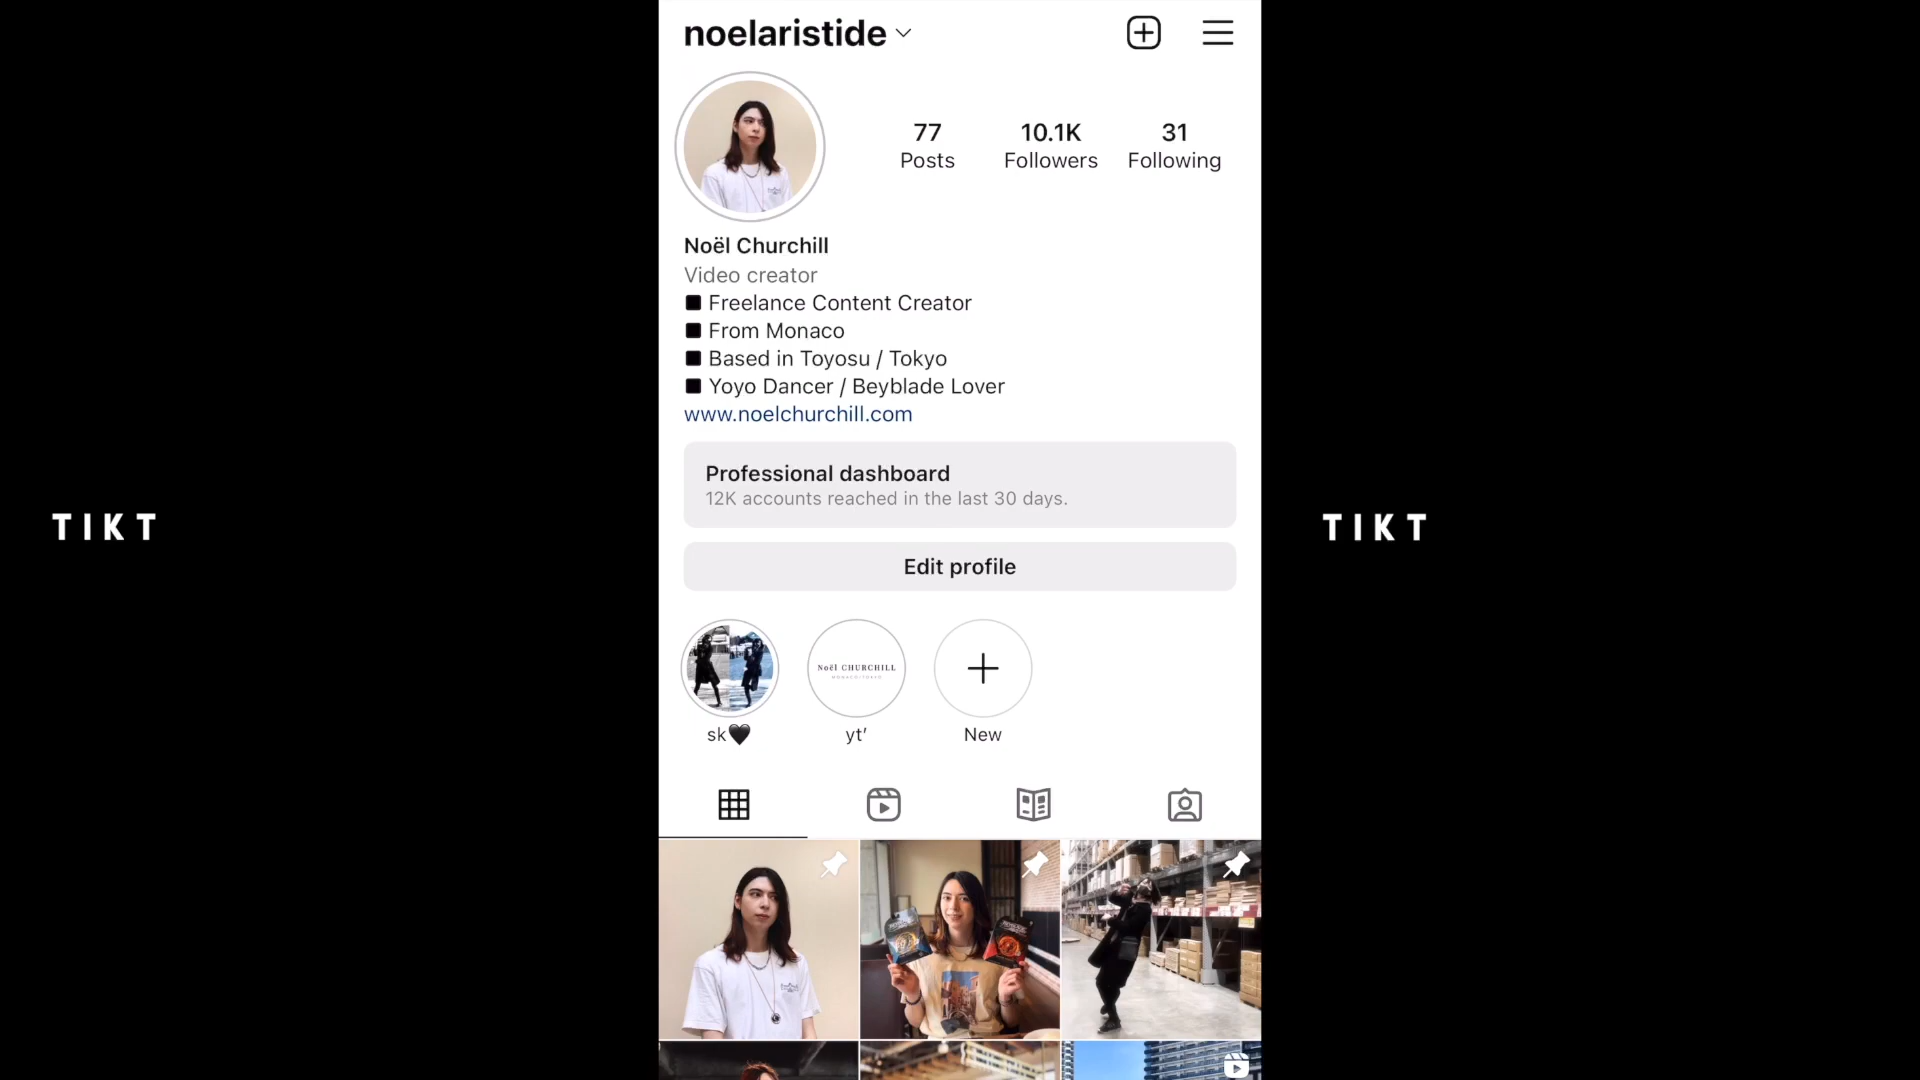 noelaristide
77
Posts
10.1K
Followers
31
Following
Noël Churchill
Video creator
Freelance Content Creator
From Monaco
Based in Toyosu / Tokyo
Yoyo Dancer / Beyblade Lover
www.noelchurchill.com
Professional dashboard
12K accounts reached in the last 30 days.
TIKT
TIKT
Edit profile
Noël CHURCHILL
MONACO/TOKYO
sk🖤
yt'
New